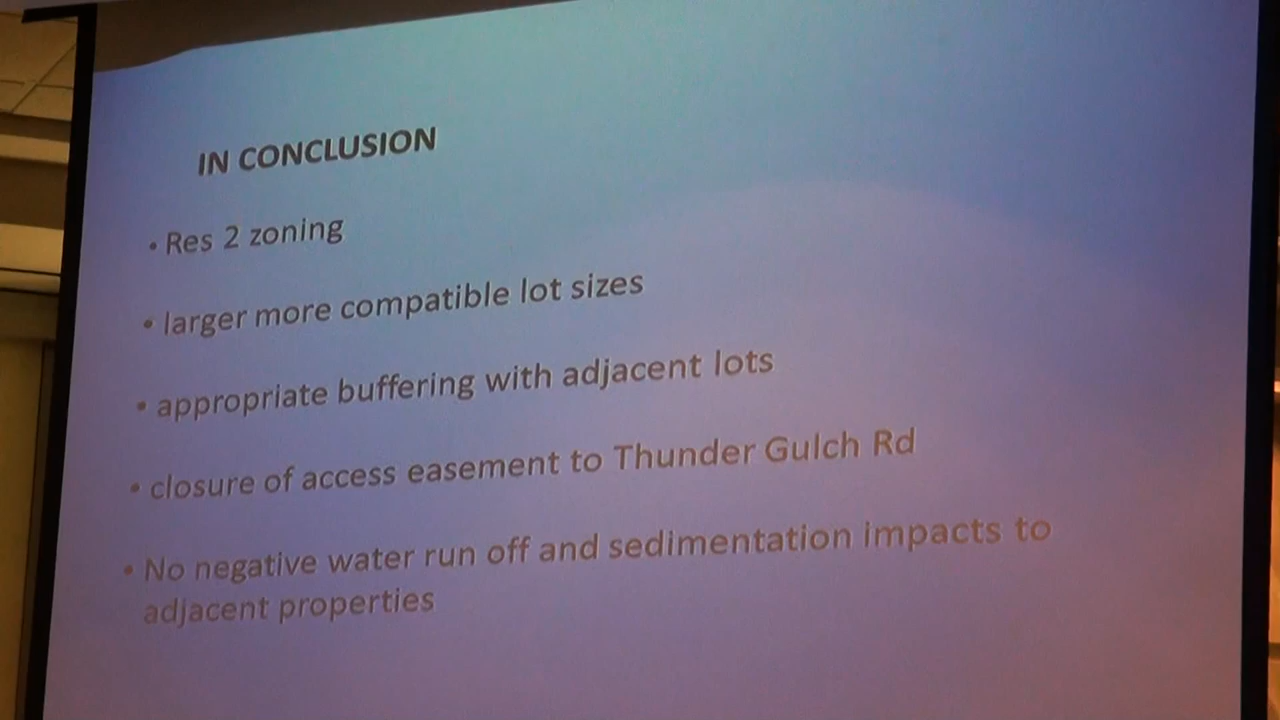 IN CONCLUSION
• Res 2 zoning
• larger more compatible lot sizes
• appropriate buffering with adjacent lots
• closure of access easement to Thunder Gulch Rd
• No negative water run off and sedimentation impacts to
adjacent properties